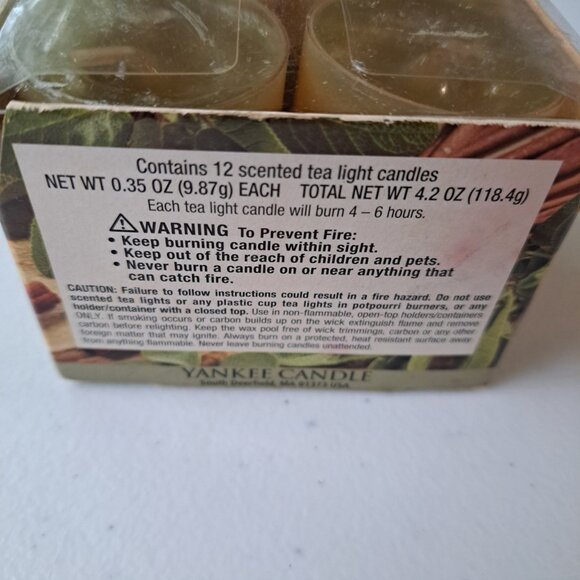 Contains 12 scented tea light candles
NET WT 0.35 OZ (9.87g) EACH TOTAL NET WT 4.2 OZ (118.4g)
Each tea light candle will burn 4 – 6 hours.
⚠WARNING To Prevent Fire:
• Keep burning candle within sight.
• Keep out of the reach of children and pets.
• Never burn a candle on or near anything that
can catch fire.
CAUTION: Failure to follow instructions could result in a fire hazard. Do not use
scented tea lights or any plastic cup tea lights in potpourri burners, or any
holder/container with a closed top. Use in non-flammable, open-top holders/containers
ONLY. If smoking occurs or carbon builds up on the wick extinguish flame and remove
carbon before relighting. Keep the wax pool free of wick trimmings, carbon or any other
foreign matter that may ignite. Always burn on a protected, heat resistant surface away
from anything flammable. Never leave burning candles unattended.
YANKEE CANDLE
South Deerfield, MA 01373 USA